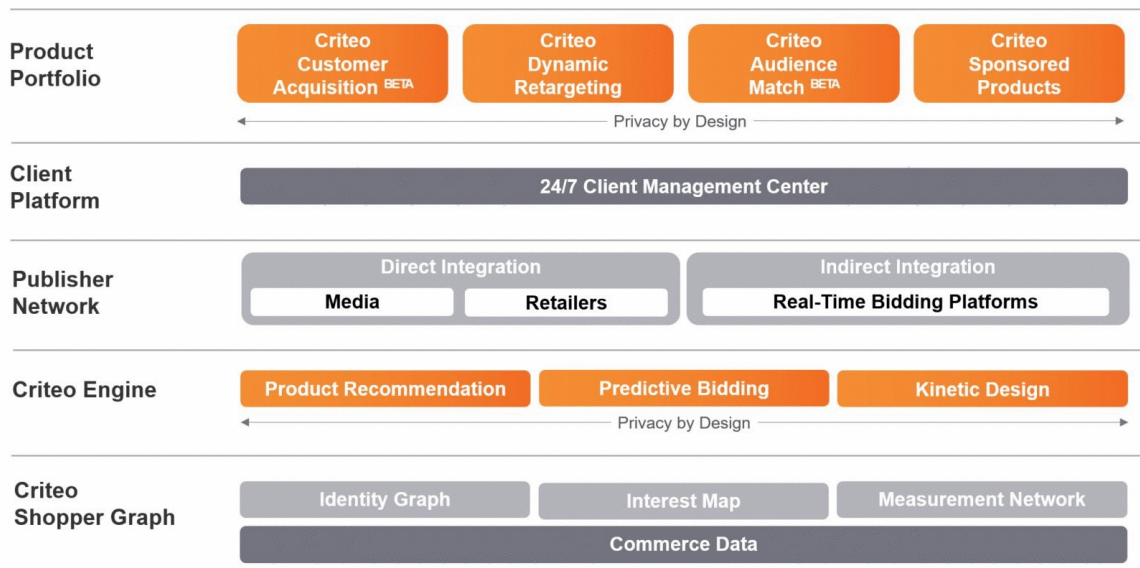 Product
Portfolio
Criteo
Customer
Acquisition BETA
Criteo
Dynamic
Retargeting
Criteo
Audience
Match BETA
Criteo
Sponsored
Products
Privacy by Design
Client
Platform
24/7 Client Management Center
Publisher
Network
Direct Integration
Media
Retailers
Indirect Integration
Real-Time Bidding Platforms
Criteo Engine
Product Recommendation
Predictive Bidding
Kinetic Design
Privacy by Design
Criteo
Shopper Graph
Identity Graph
Interest Map
Measurement Network
Commerce Data